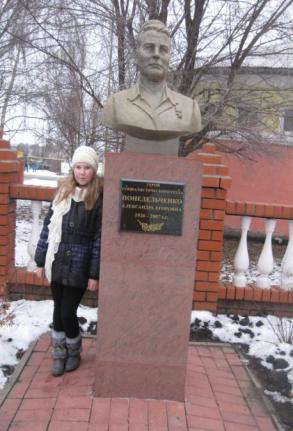 ГЕРОЙ
СОЦИАЛИСТИЧЕСКОГО ТРУДА
ПОНЕДЕЛЬЧЕНКО
АЛЕКСАНДРА ЕГОРОВНА
1926 - 2007 г.г.